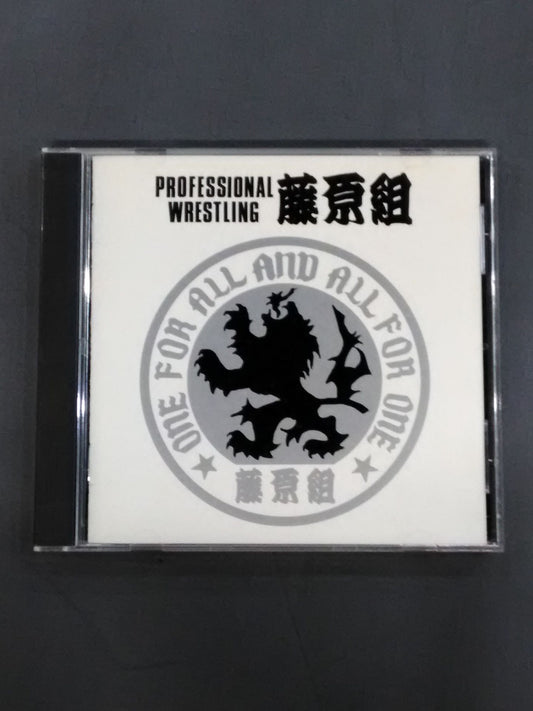 PROFESSIONAL
WRESTLING
藤原組
ONE FOR ALL AND ALL FOR ONE
藤原組